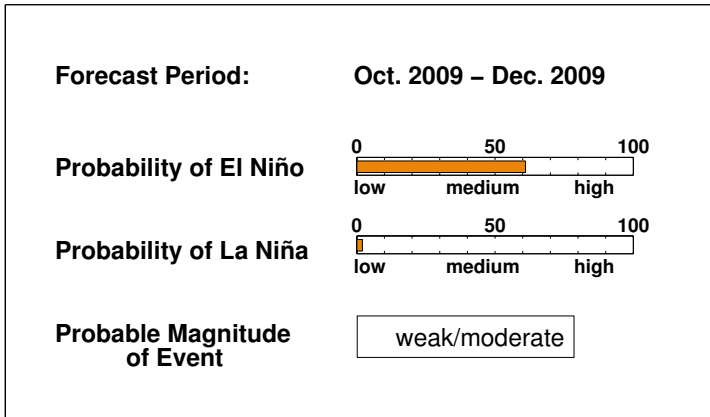 Forecast Period: Oct. 2009 – Dec. 2009
0 50 100
Probability of El Niño
low medium high
0 50 100
Probability of La Niña
low medium high
Probable Magnitude
of Event
weak/moderate